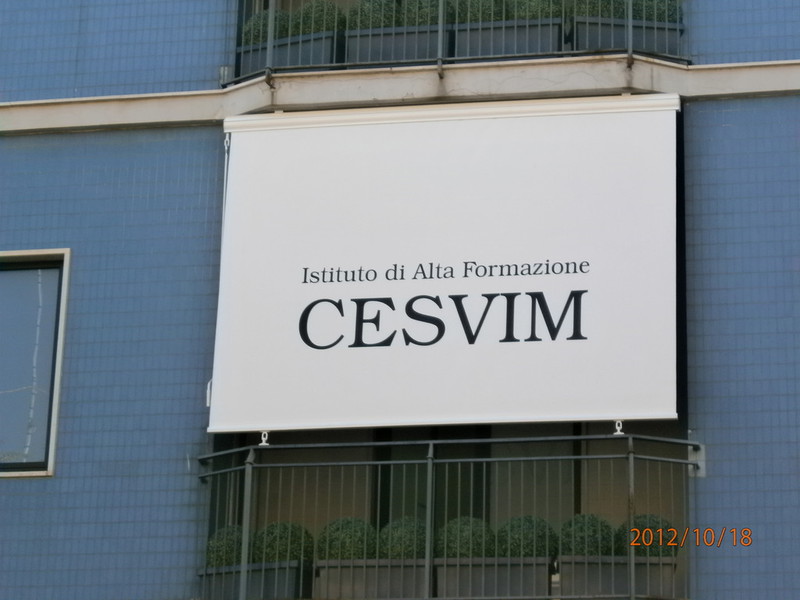 Istituto di Alta Formazione
CESVIM
2012/10/18